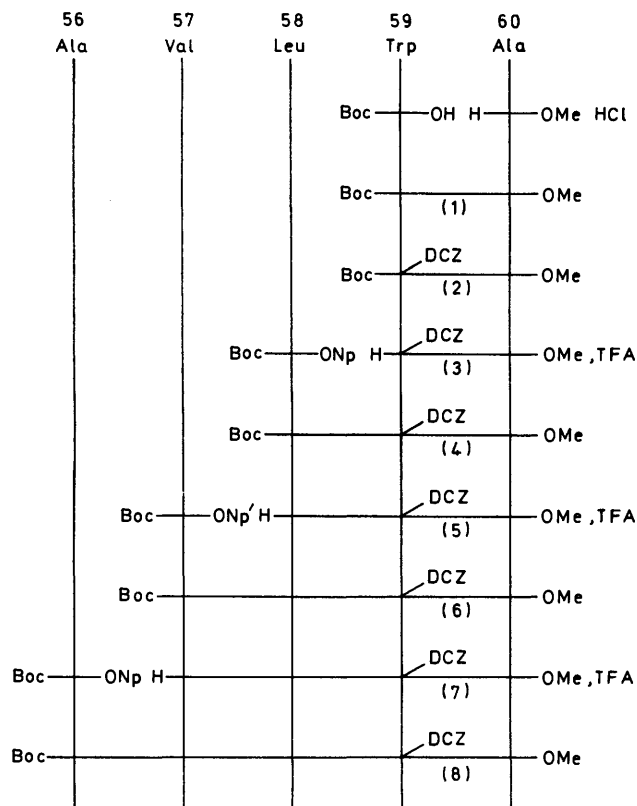 56 57 58 59 60
Ala Val Leu Trp Ala
Boc OH H OMe HCl
Boc OMe
(1)
DCZ
Boc OMe
(2)
DCZ
Boc ONp H OMe,TFA
(3)
DCZ
Boc OMe
(4)
DCZ
Boc ONp′ H OMe,TFA
(5)
DCZ
Boc OMe
(6)
DCZ
Boc ONp H OMe,TFA
(7)
DCZ
Boc OMe
(8)